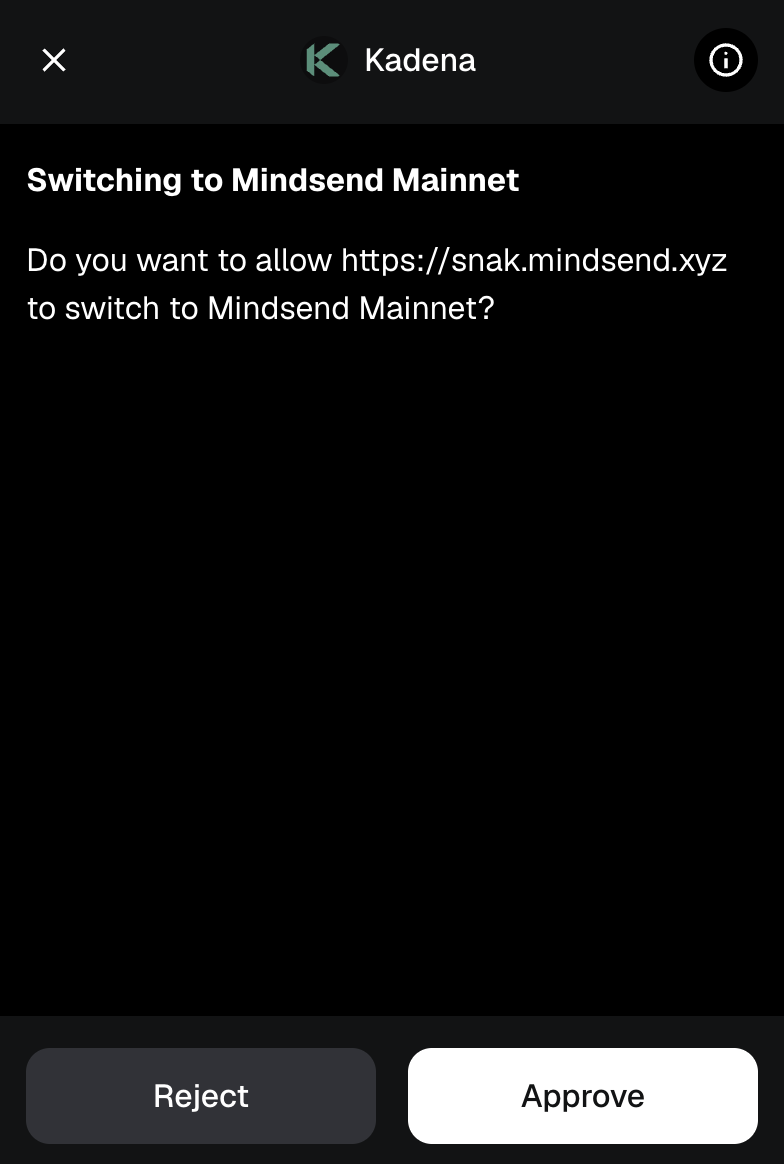 Kadena
Switching to Mindsend Mainnet
Do you want to allow https://snak.mindsend.xyz
to switch to Mindsend Mainnet?
Reject
Approve